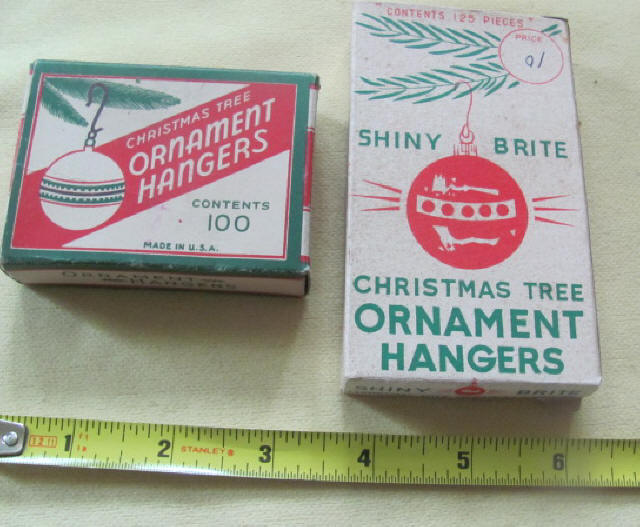 CHRISTMAS TREE
ORNAMENT
HANGERS
CONTENTS
100
MADE IN U.S.A.
ORNAMENT
HANGERS
"CONTENTS 125 PIECES"
PRICE
SHINY BRITE
CHRISTMAS TREE
ORNAMENT
HANGERS
SHINY BRITE
1 2 3 4 5 6
STANLEY®